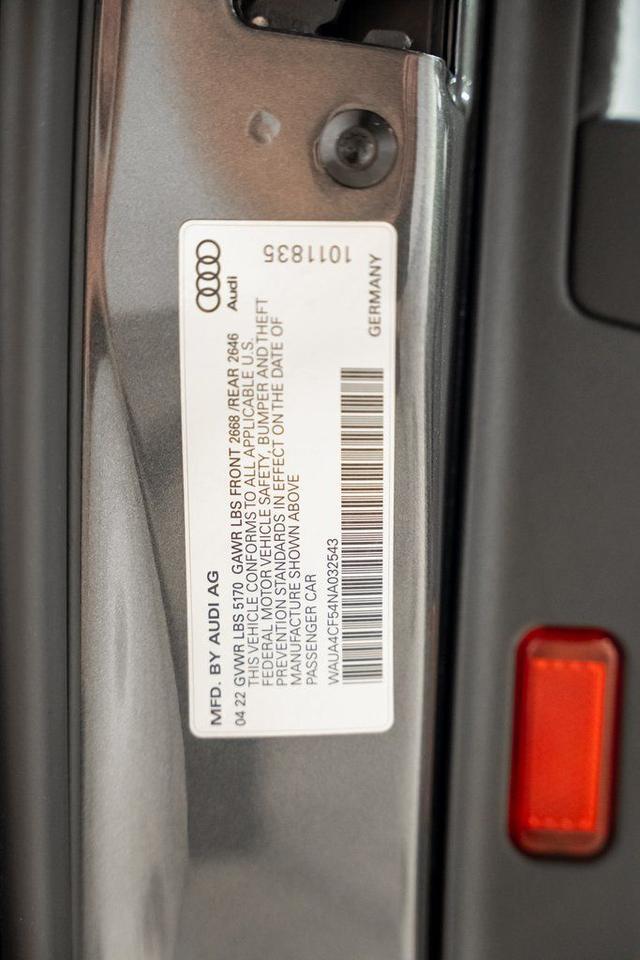 MFD. BY AUDI AG
Audi
04 22 GVWR LBS 5170 GAWR LBS FRONT 2668 /REAR 2646
THIS VEHICLE CONFORMS TO ALL APPLICABLE U.S.
FEDERAL MOTOR VEHICLE SAFETY, BUMPER AND THEFT
PREVENTION STANDARDS IN EFFECT ON THE DATE OF
MANUFACTURE SHOWN ABOVE
PASSENGER CAR
WAUA4CF54NA032543
GERMANY
1011835